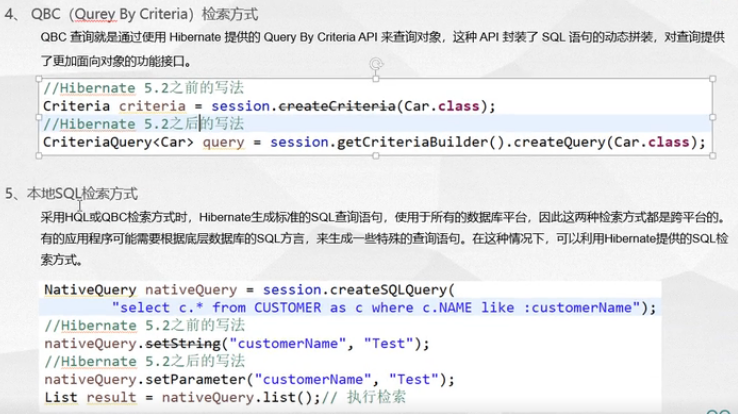 4、 QBC（Qurey By Criteria）检索方式
QBC 查询就是通过使用 Hibernate 提供的 Query By Criteria API 来查询对象，这种 API 封装了 SQL 语句的动态拼装，对查询提供
了更加面向对象的功能接口。
//Hibernate 5.2之前的写法
Criteria criteria = session.createCriteria(Car.class);
//Hibernate 5.2之后的写法
CriteriaQuery<Car> query = session.getCriteriaBuilder().createQuery(Car.class);
5、本地SQL检索方式
采用HQL或QBC检索方式时，Hibernate生成标准的SQL查询语句，使用于所有的数据库平台，因此这两种检索方式都是跨平台的。
有的应用程序可能需要根据底层数据库的SQL方言，来生成一些特殊的查询语句。在这种情况下，可以利用Hibernate提供的SQL检
索方式。
NativeQuery nativeQuery = session.createSQLQuery(
"select c.* from CUSTOMER as c where c.NAME like :customerName");
//Hibernate 5.2之前的写法
nativeQuery.setString("customerName", "Test");
//Hibernate 5.2之后的写法
nativeQuery.setParameter("customerName", "Test");
List result = nativeQuery.list();// 执行检索